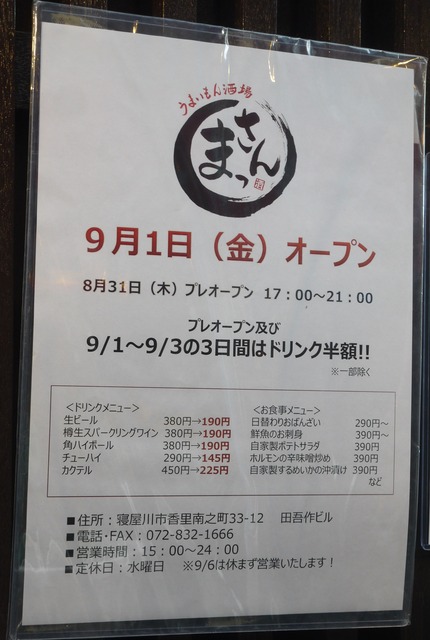 うまいもん酒場
まっさん
9月1日（金）オープン
8月31日（木）プレオープン 17：00～21：00
プレオープン及び
9/1～9/3の3日間はドリンク半額!!
※一部除く
＜ドリンクメニュー＞
生ビール 380円→190円
樽生スパークリングワイン 380円→190円
角ハイボール 380円→190円
チューハイ 290円→145円
カクテル 450円→225円
＜お食事メニュー＞
日替わりおばんざい 290円～
鮮魚のお刺身 390円～
自家製ポテトサラダ 390円
ホルモンの辛味噌炒め 390円
自家製するめいかの沖漬け 390円
など
■住所：寝屋川市香里南之町33-12 田吾作ビル
■電話・FAX：072-832-1666
■営業時間：15：00～24：00
■定休日：水曜日 ※9/6は休まず営業いたします！